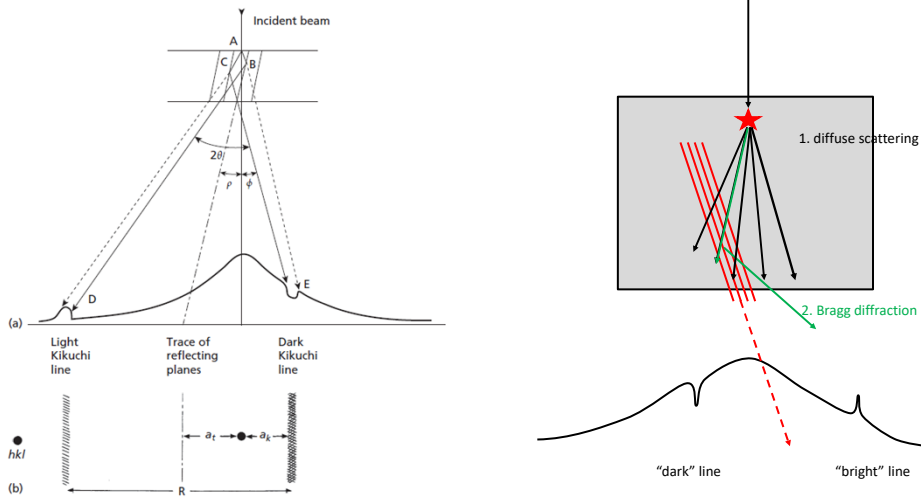 Incident beam
A
C
B
2θ
ρ
ϕ
D
E
(a)
Light
Kikuchi
line
Trace of
reflecting
planes
Dark
Kikuchi
line
a_t
a_k
hkl
R
(b)
1. diffuse scattering
2. Bragg diffraction
“dark” line
“bright” line